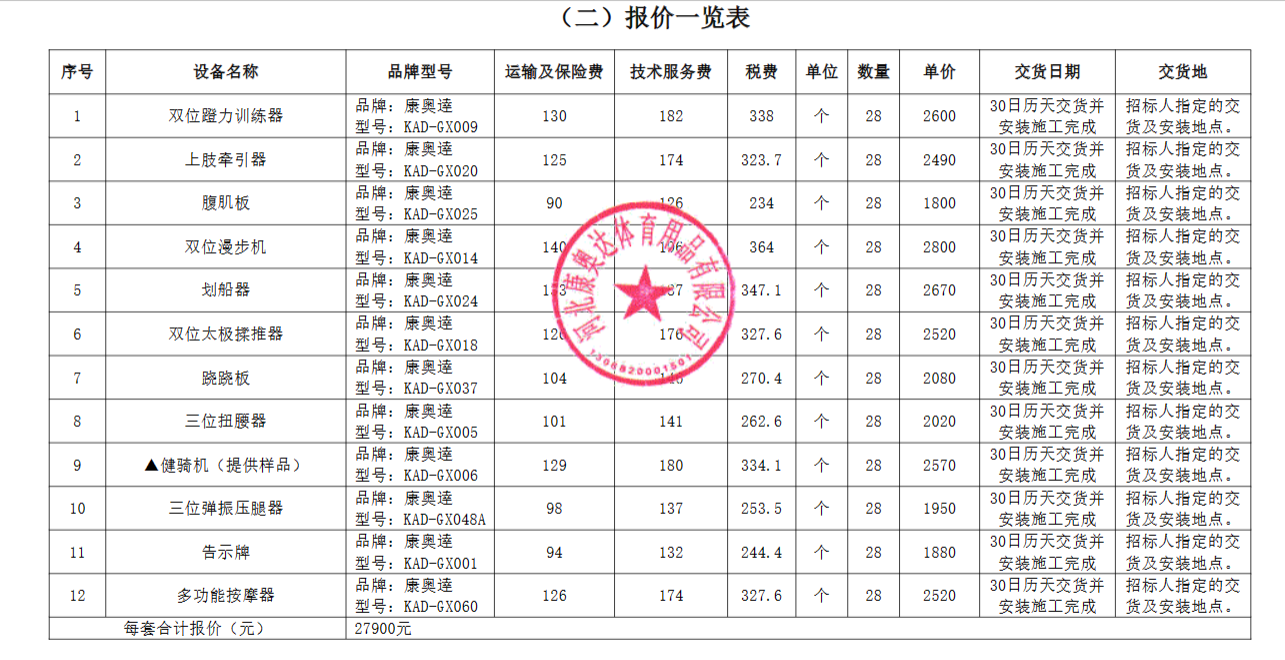 （二）报价一览表
序号 设备名称 品牌型号 运输及保险费 技术服务费 税费 单位 数量 单价 交货日期 交货地
1 双位蹬力训练器 品牌：康奥達 型号：KAD-GX009 130 182 338 个 28 2600 30日历天交货并安装施工完成 招标人指定的交货及安装地点。
2 上肢牵引器 品牌：康奥達 型号：KAD-GX020 125 174 323.7 个 28 2490 30日历天交货并安装施工完成 招标人指定的交货及安装地点。
3 腹肌板 品牌：康奥達 型号：KAD-GX025 90 126 234 个 28 1800 30日历天交货并安装施工完成 招标人指定的交货及安装地点。
4 双位漫步机 品牌：康奥達 型号：KAD-GX014 140 364 个 28 2800 30日历天交货并安装施工完成 招标人指定的交货及安装地点。
5 划船器 品牌：康奥達 型号：KAD-GX024 347.1 个 28 2670 30日历天交货并安装施工完成 招标人指定的交货及安装地点。
6 双位太极揉推器 品牌：康奥達 型号：KAD-GX018 176 327.6 个 28 2520 30日历天交货并安装施工完成 招标人指定的交货及安装地点。
7 跷跷板 品牌：康奥達 型号：KAD-GX037 104 270.4 个 28 2080 30日历天交货并安装施工完成 招标人指定的交货及安装地点。
8 三位扭腰器 品牌：康奥達 型号：KAD-GX005 101 141 262.6 个 28 2020 30日历天交货并安装施工完成 招标人指定的交货及安装地点。
9 ▲健骑机（提供样品） 品牌：康奥達 型号：KAD-GX006 129 180 334.1 个 28 2570 30日历天交货并安装施工完成 招标人指定的交货及安装地点。
10 三位弹振压腿器 品牌：康奥達 型号：KAD-GX048A 98 137 253.5 个 28 1950 30日历天交货并安装施工完成 招标人指定的交货及安装地点。
11 告示牌 品牌：康奥達 型号：KAD-GX001 94 132 244.4 个 28 1880 30日历天交货并安装施工完成 招标人指定的交货及安装地点。
12 多功能按摩器 品牌：康奥達 型号：KAD-GX060 126 174 327.6 个 28 2520 30日历天交货并安装施工完成 招标人指定的交货及安装地点。
每套合计报价（元） 27900元
河北康奥达体育用品有限公司